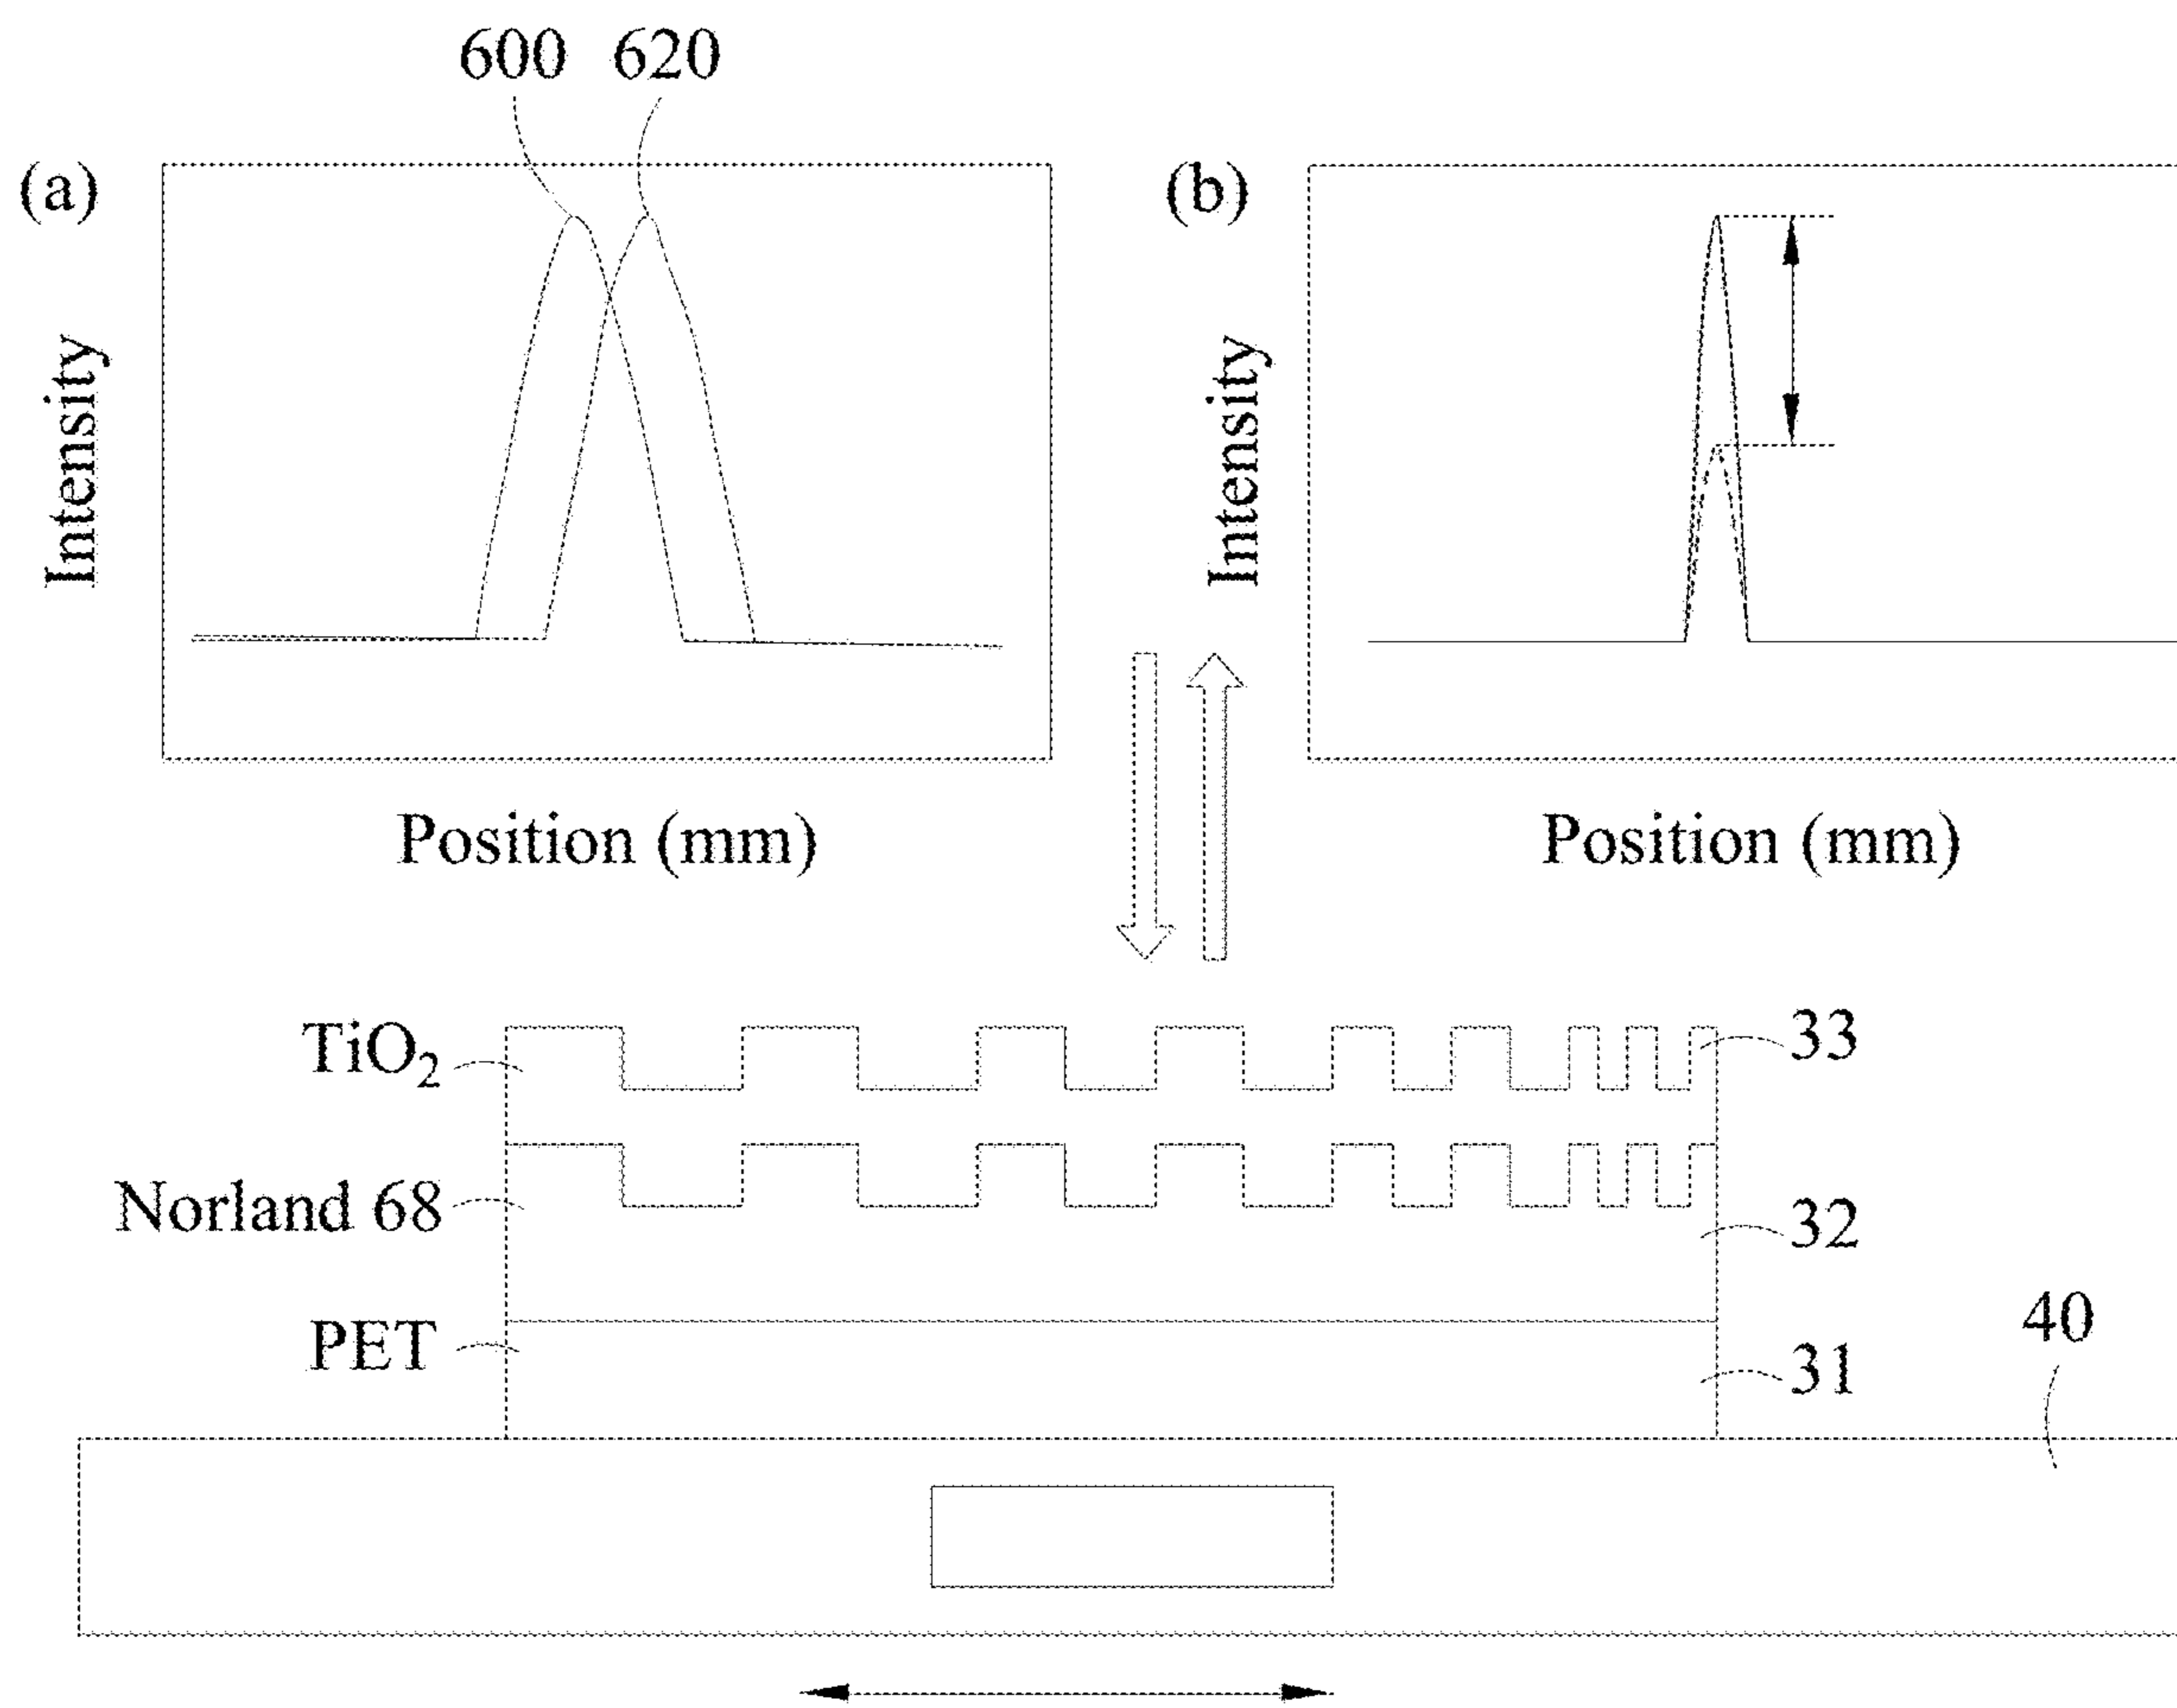 600 620
(a)
Intensity
Position (mm)
(b)
Intensity
Position (mm)
TiO₂
33
Norland 68
32
PET
31
40